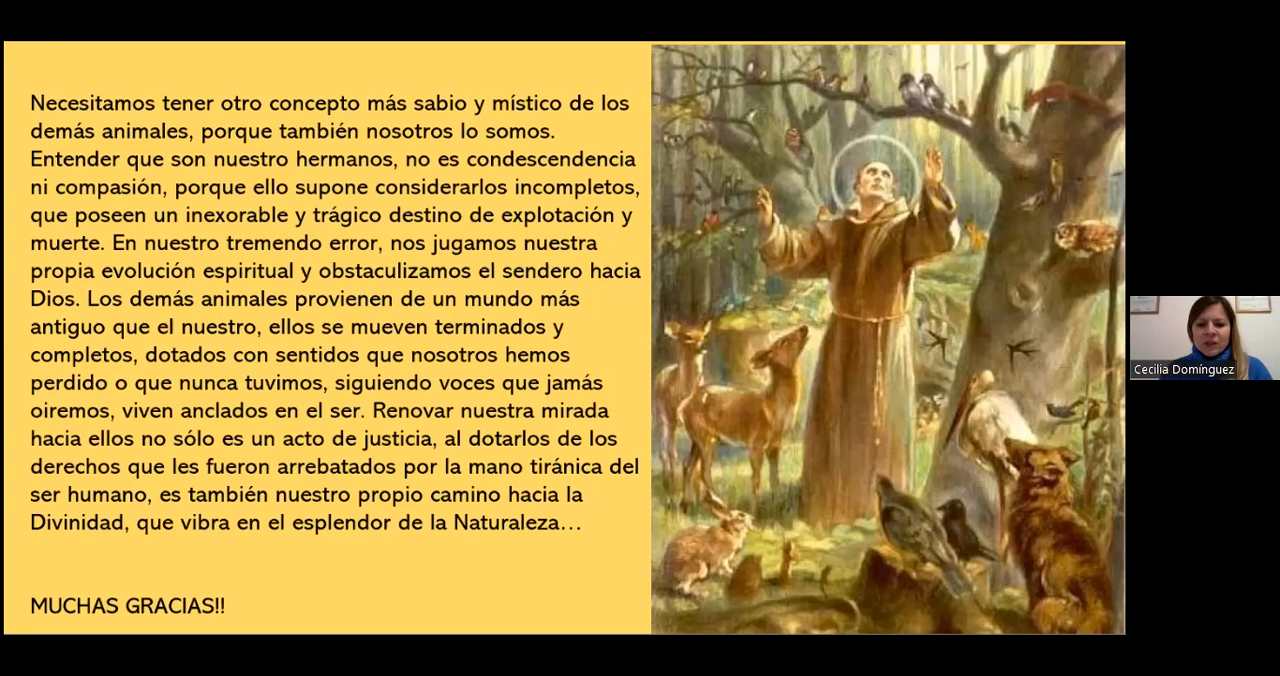 Necesitamos tener otro concepto más sabio y místico de los
demás animales, porque también nosotros lo somos.
Entender que son nuestro hermanos, no es condescendencia
ni compasión, porque ello supone considerarlos incompletos,
que poseen un inexorable y trágico destino de explotación y
muerte. En nuestro tremendo error, nos jugamos nuestra
propia evolución espiritual y obstaculizamos el sendero hacia
Dios. Los demás animales provienen de un mundo más
antiguo que el nuestro, ellos se mueven terminados y
completos, dotados con sentidos que nosotros hemos
perdido o que nunca tuvimos, siguiendo voces que jamás
oiremos, viven anclados en el ser. Renovar nuestra mirada
hacia ellos no sólo es un acto de justicia, al dotarlos de los
derechos que les fueron arrebatados por la mano tiránica del
ser humano, es también nuestro propio camino hacia la
Divinidad, que vibra en el esplendor de la Naturaleza...
MUCHAS GRACIAS!!
Cecilia Domínguez